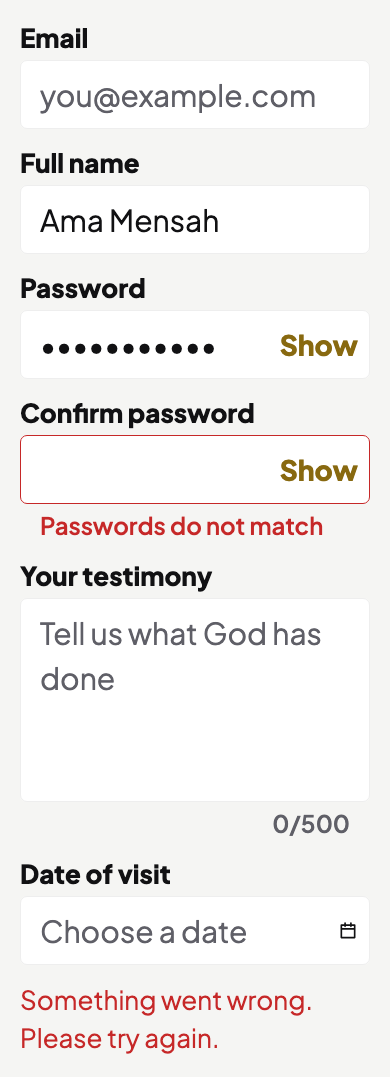 Email
you@example.com
Full name
Ama Mensah
Password
•••••••••••
Show
Confirm password
Show
Passwords do not match
Your testimony
Tell us what God has
done
0/500
Date of visit
Choose a date
Something went wrong.
Please try again.